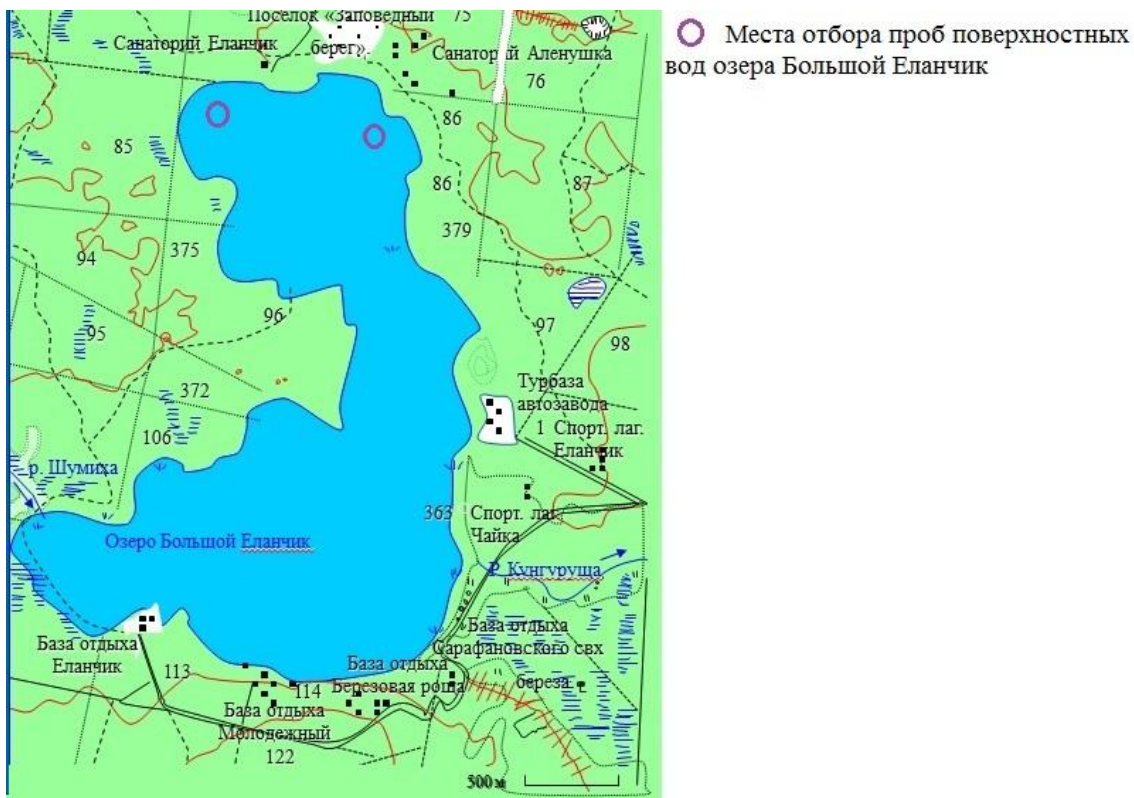 Поселок «Заповедный
берег».
75
Санаторий Еланчик
Санаторий Аленушка
76
86
85
86
87
379
94
375
96
95
97
98
372
Турбаза
автозавода
106
1 Спорт. лаг.
Еланчик
р. Шумиха
363
Спорт. лаг.
Чайка
Озеро Большой Еланчик
Р. Кунгуруша
База отдыха
Сарафановского свх
База отдыха
Еланчик
113
База отдыха
Березовая роща
114
береза
База отдыха
Молодежный
122
500 м
Места отбора проб поверхностных
вод озера Большой Еланчик